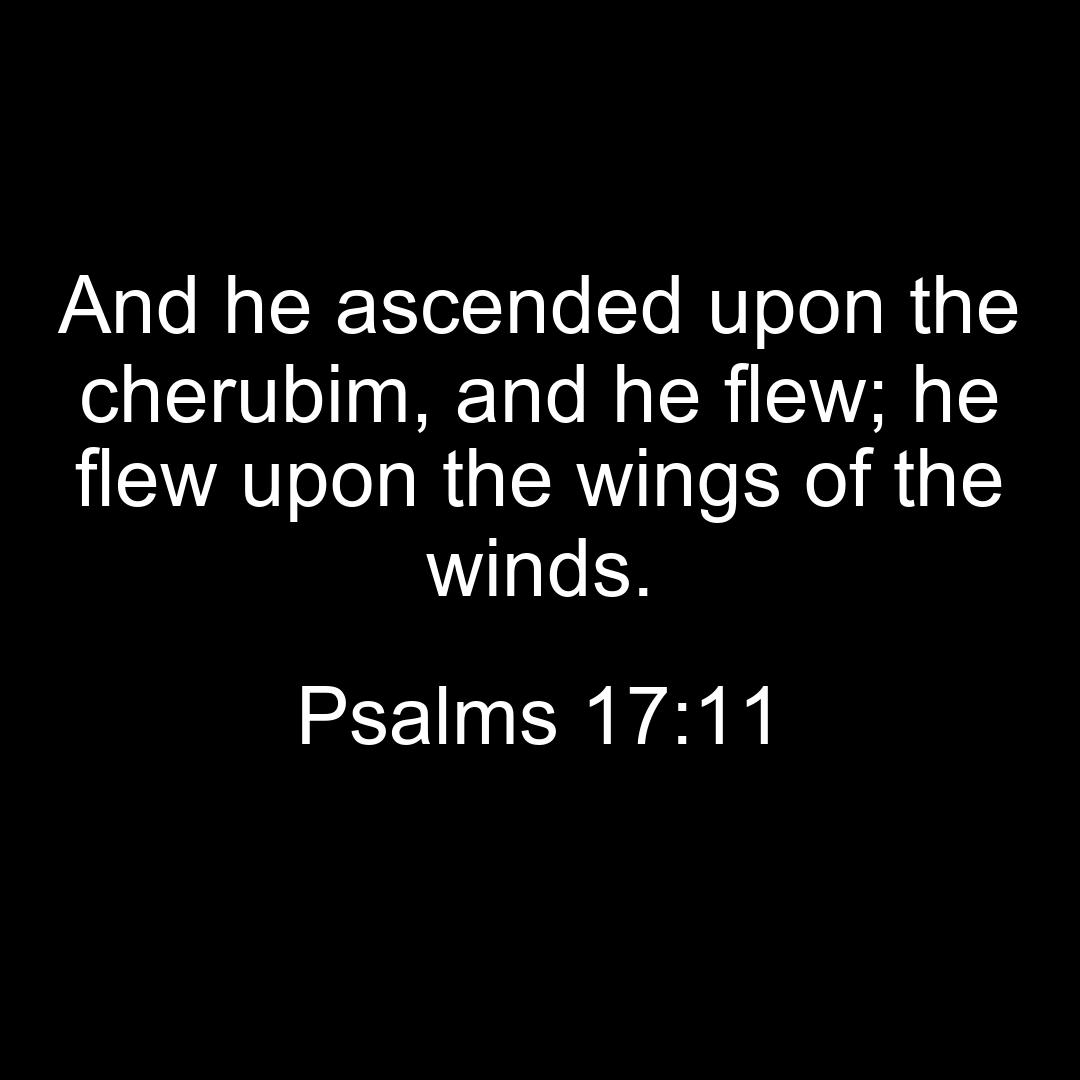 And he ascended upon the
cherubim, and he flew; he
flew upon the wings of the
winds.
Psalms 17:11